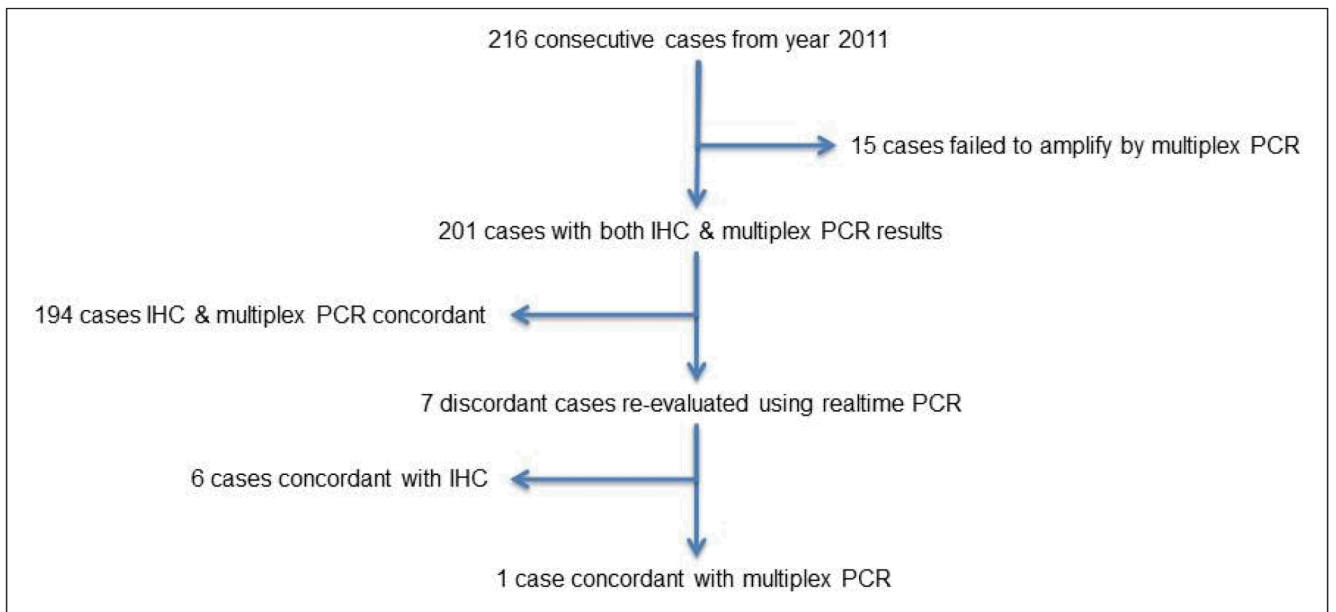 216 consecutive cases from year 2011
15 cases failed to amplify by multiplex PCR
201 cases with both IHC & multiplex PCR results
194 cases IHC & multiplex PCR concordant
7 discordant cases re-evaluated using realtime PCR
6 cases concordant with IHC
1 case concordant with multiplex PCR